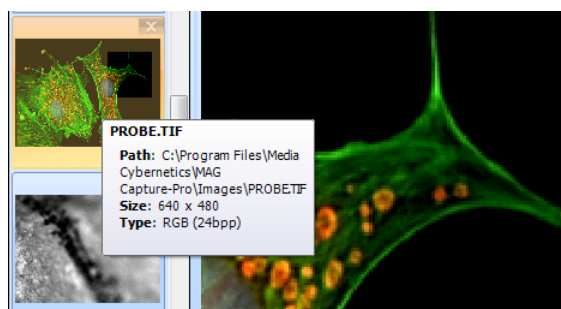 PROBE.TIF
Path: C:\Program Files\Media
Cybernetics\MAG
Capture-Pro\Images\PROBE.TIF
Size: 640 x 480
Type: RGB (24bpp)